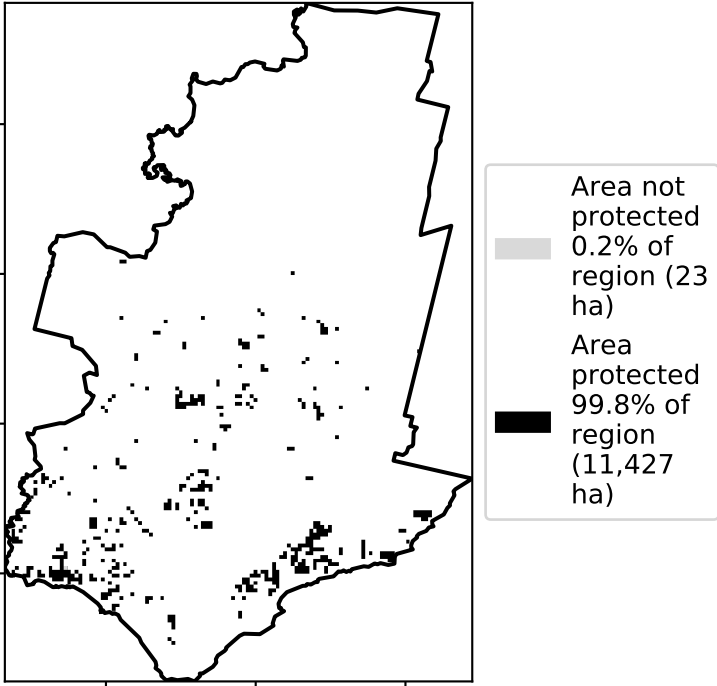 Area not
protected
0.2% of
region (23
ha)
Area
protected
99.8% of
region
(11,427
ha)